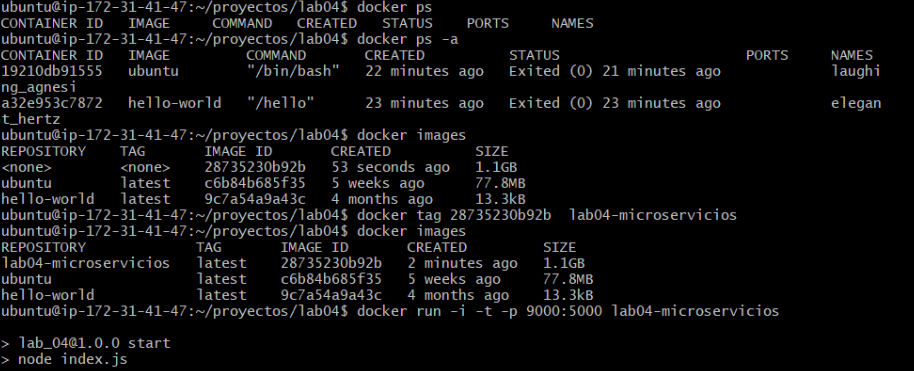 ubuntu@ip-172-31-41-47:~/proyectos/lab04$ docker ps
CONTAINER ID   IMAGE     COMMAND   CREATED   STATUS    PORTS     NAMES
ubuntu@ip-172-31-41-47:~/proyectos/lab04$ docker ps -a
CONTAINER ID   IMAGE         COMMAND       CREATED          STATUS                      PORTS     NAMES
19210db91555   ubuntu        "/bin/bash"   22 minutes ago   Exited (0) 21 minutes ago             laughi
ng_agnesi
a32e953c7872   hello-world   "/hello"      23 minutes ago   Exited (0) 23 minutes ago             elegan
t_hertz
ubuntu@ip-172-31-41-47:~/proyectos/lab04$ docker images
REPOSITORY    TAG       IMAGE ID       CREATED          SIZE
<none>        <none>    28735230b92b   53 seconds ago   1.1GB
ubuntu        latest    c6b84b685f35   5 weeks ago      77.8MB
hello-world   latest    9c7a54a9a43c   4 months ago     13.3kB
ubuntu@ip-172-31-41-47:~/proyectos/lab04$ docker tag 28735230b92b  lab04-microservicios
ubuntu@ip-172-31-41-47:~/proyectos/lab04$ docker images
REPOSITORY             TAG       IMAGE ID       CREATED         SIZE
lab04-microservicios   latest    28735230b92b   2 minutes ago   1.1GB
ubuntu                 latest    c6b84b685f35   5 weeks ago     77.8MB
hello-world            latest    9c7a54a9a43c   4 months ago    13.3kB
ubuntu@ip-172-31-41-47:~/proyectos/lab04$ docker run -i -t -p 9000:5000 lab04-microservicios
> lab_04@1.0.0 start
> node index.js